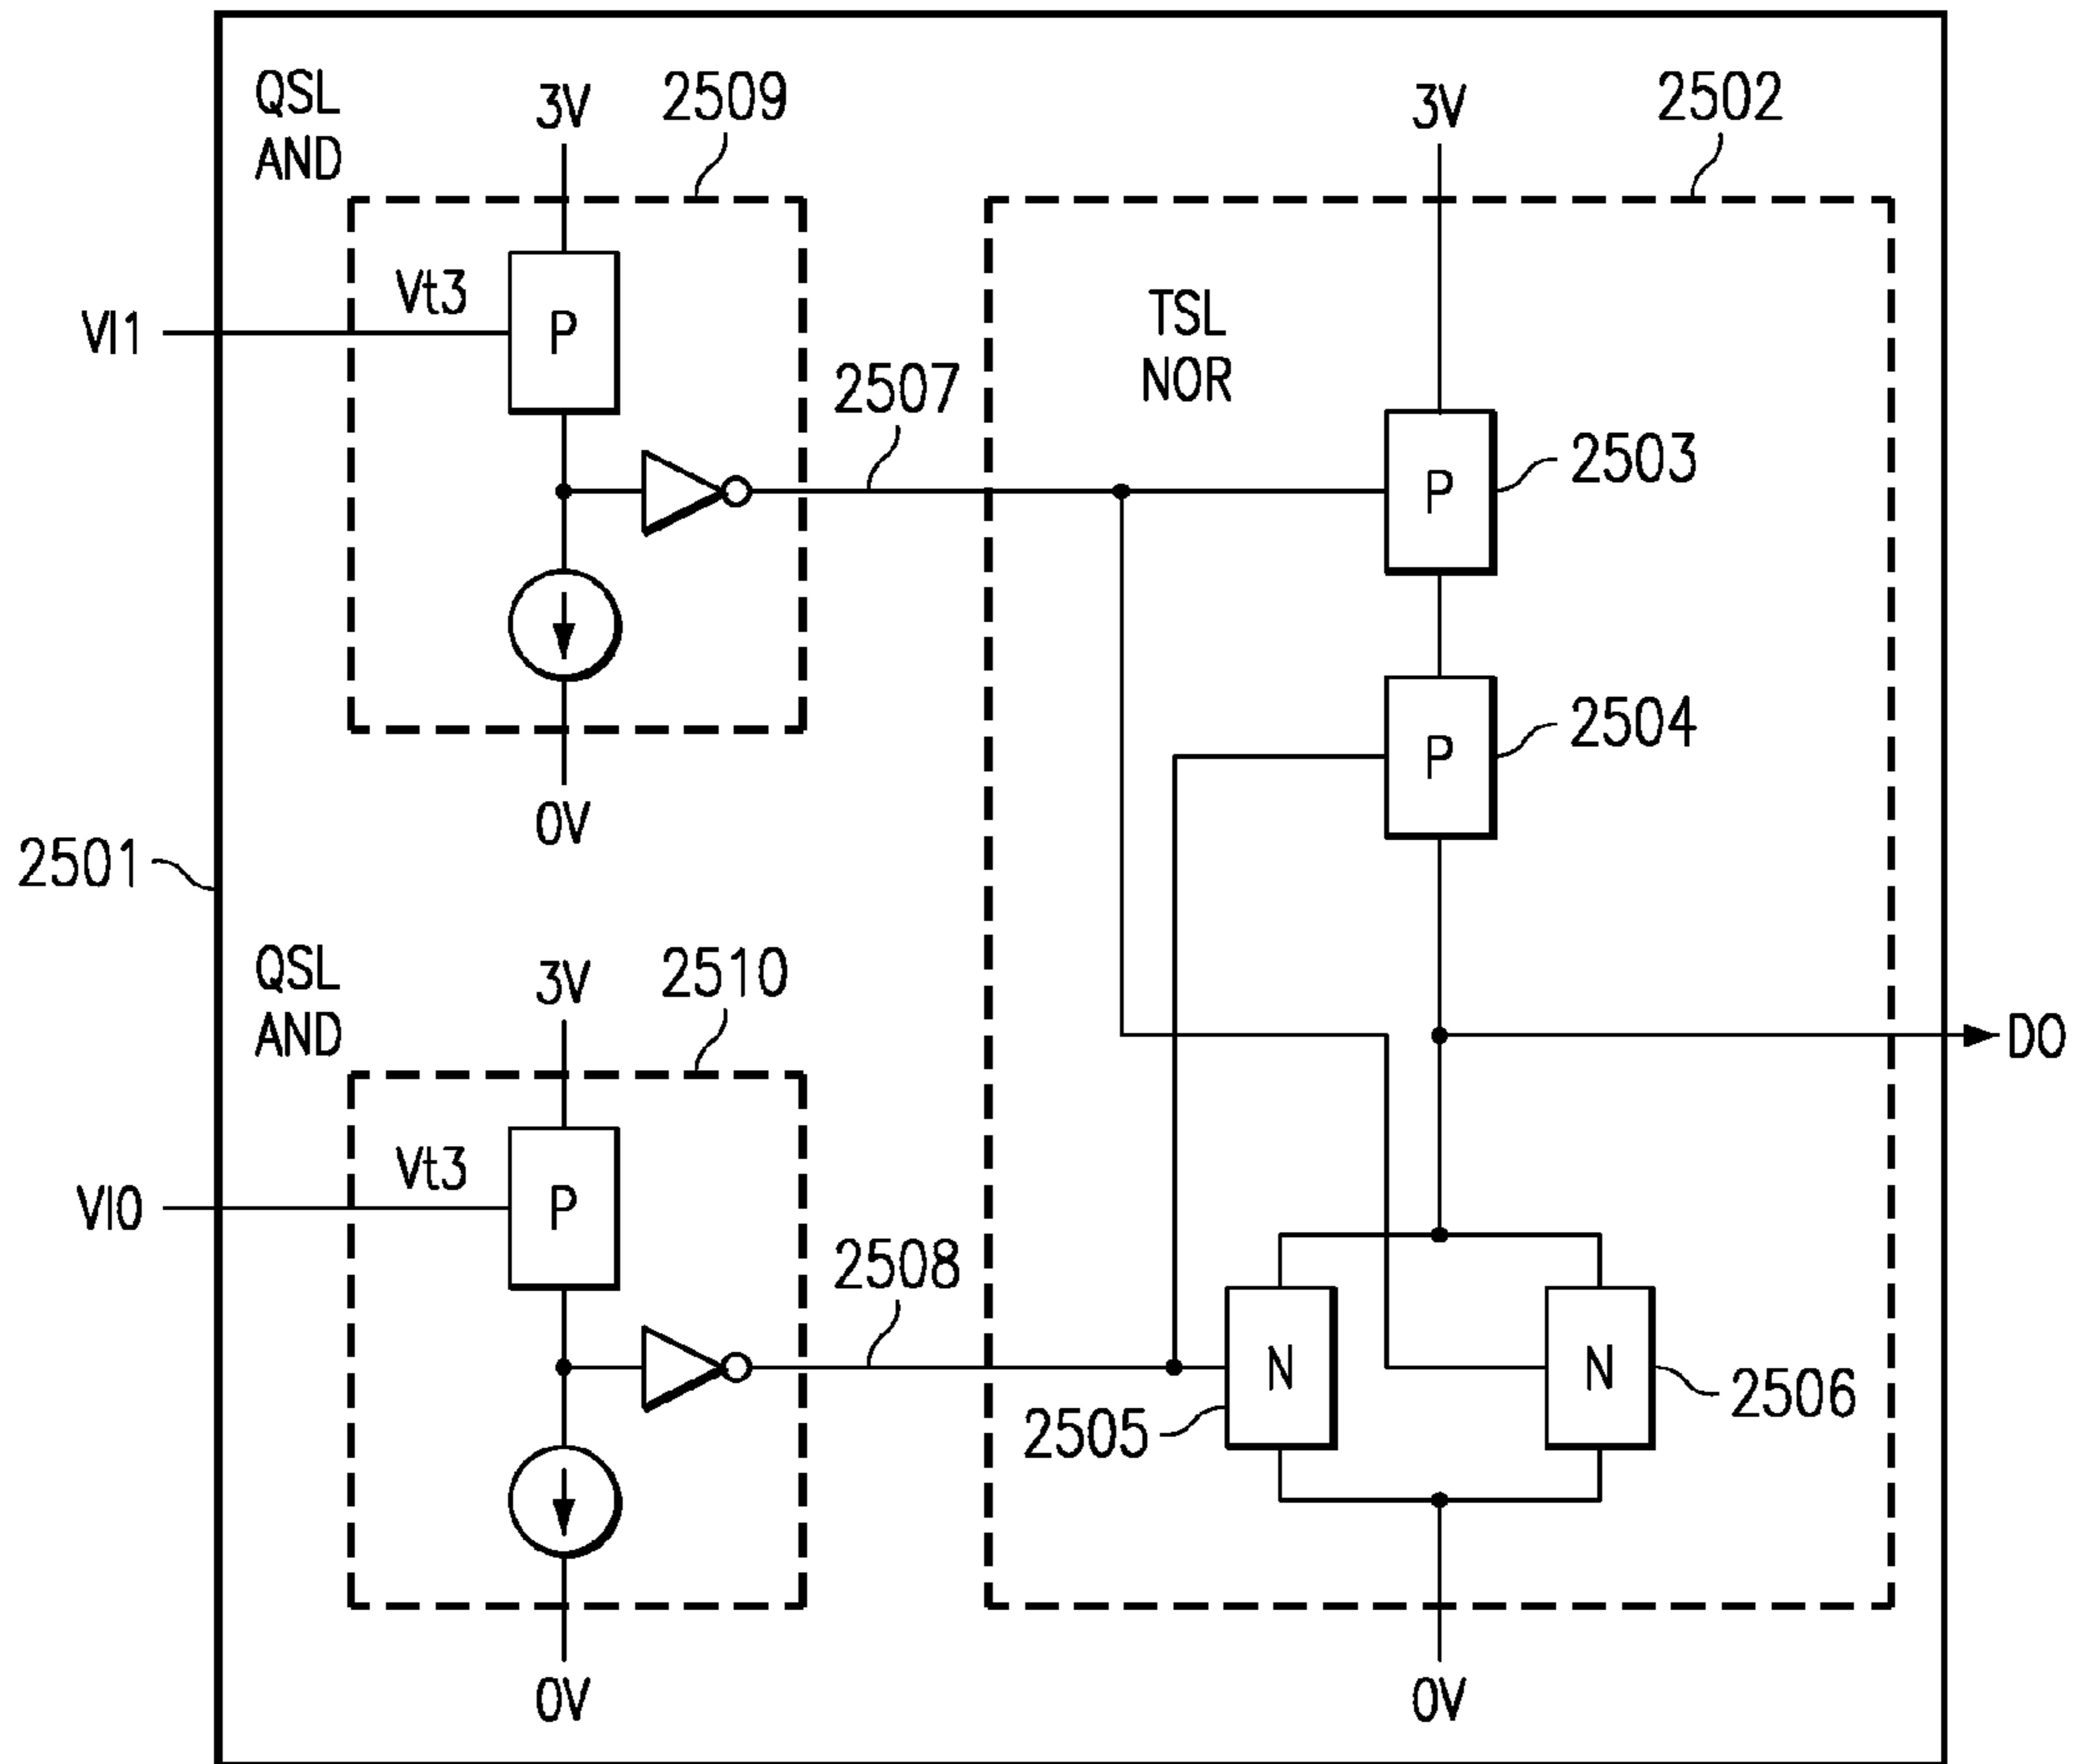 QSL
AND
3V
2509
3V
2502
Vt3
P
VI1
TSL
NOR
2507
P
2503
P
2504
0V
2501
QSL
AND
3V
2510
DO
Vt3
P
VI0
2508
N
N
2506
2505
0V
0V